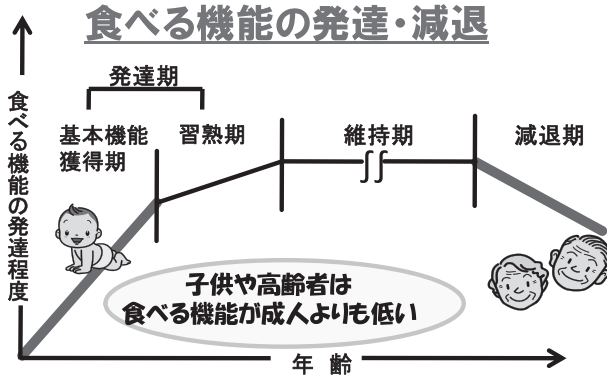 食べる機能の発達・減退
発達期
基本機能
獲得期
習熟期
維持期
減退期
食べる機能の発達程度
子供や高齢者は
食べる機能が成人よりも低い
年 齢